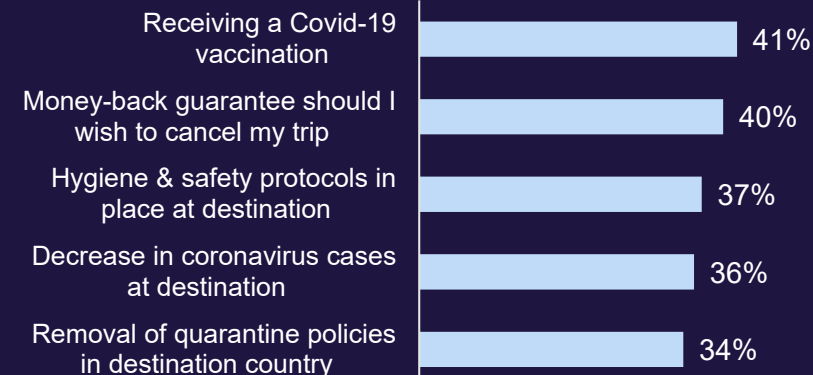 Receiving a Covid-19
vaccination
41%
Money-back guarantee should I
wish to cancel my trip
40%
Hygiene & safety protocols in
place at destination
37%
Decrease in coronavirus cases
at destination
36%
Removal of quarantine policies
in destination country
34%